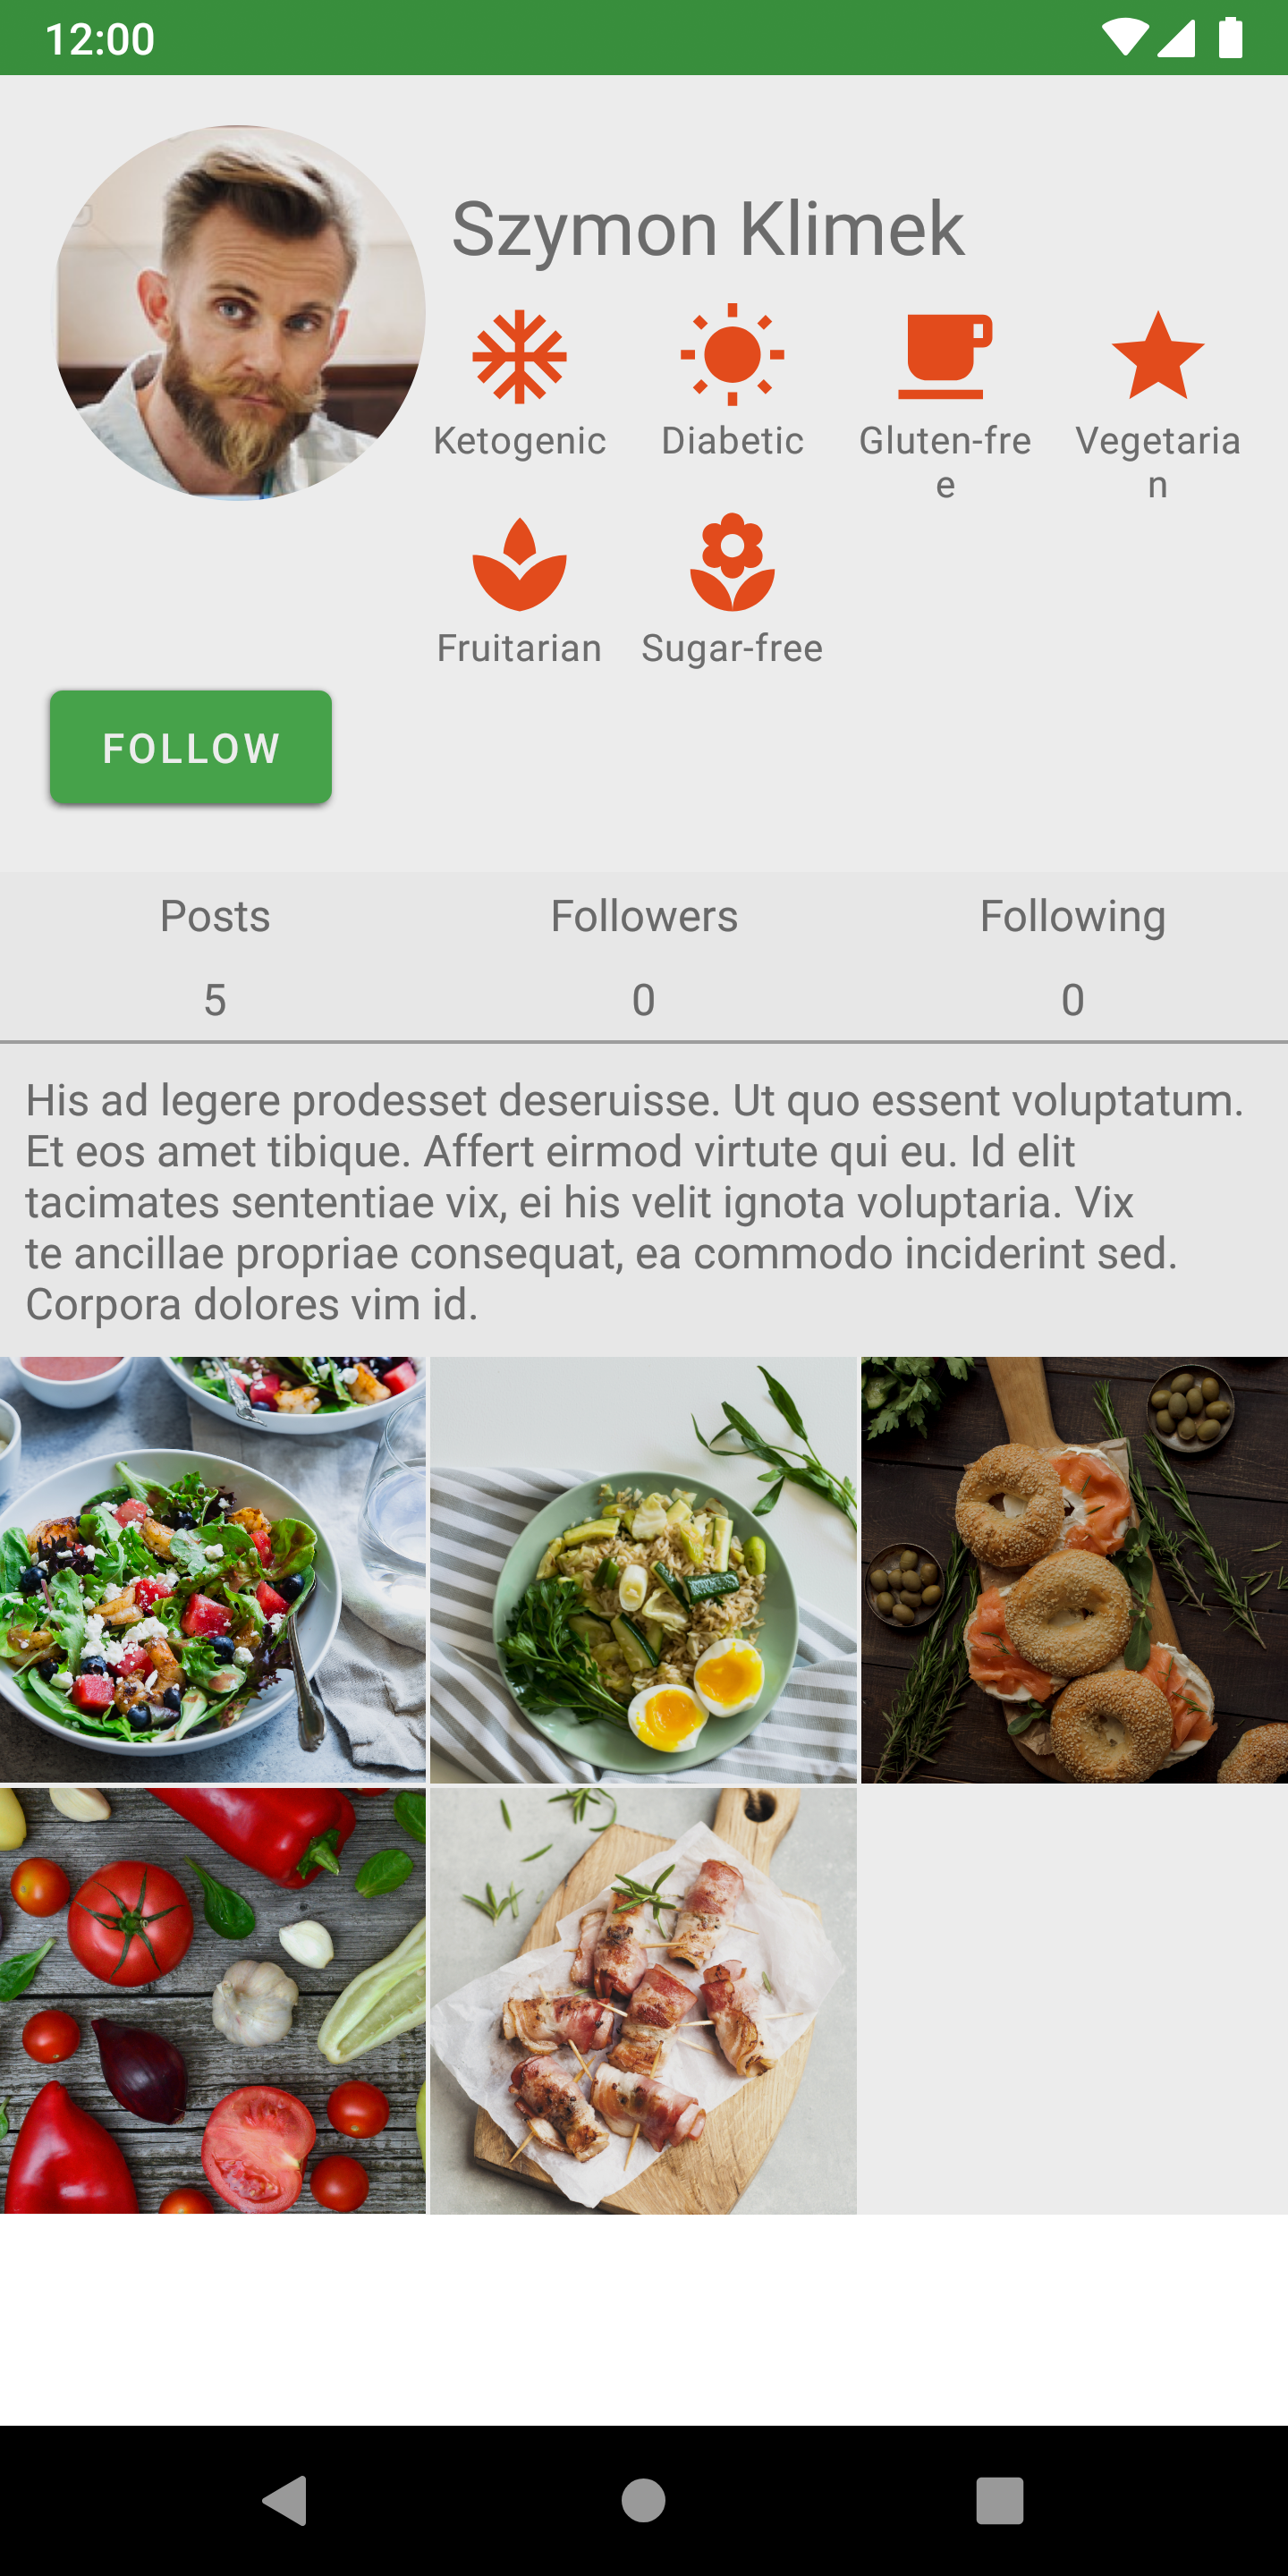 12:00
Szymon Klimek
Ketogenic
Diabetic
Gluten-fre
e
Vegetaria
n
Fruitarian
Sugar-free
FOLLOW
Posts
Followers
Following
5
0
0
His ad legere prodesset deseruisse. Ut quo essent voluptatum.
Et eos amet tibique. Affert eirmod virtute qui eu. Id elit
tacimates sententiae vix, ei his velit ignota voluptaria. Vix
te ancillae propriae consequat, ea commodo inciderint sed.
Corpora dolores vim id.